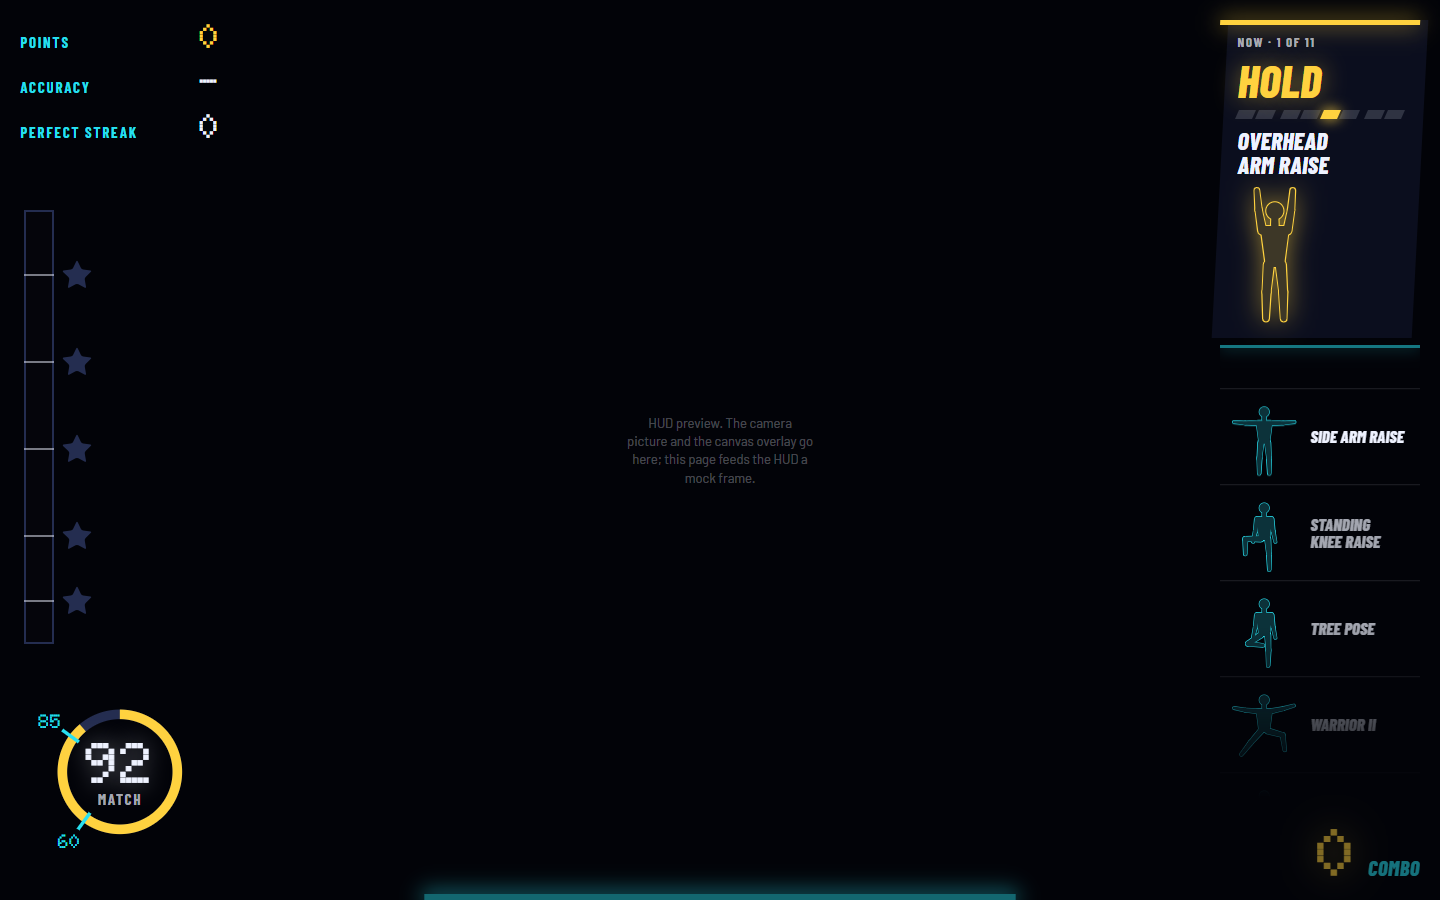 POINTS 0
ACCURACY –
PERFECT STREAK 0
NOW · 1 OF 11
HOLD
OVERHEAD
ARM RAISE
HUD preview. The camera
picture and the canvas overlay go
here; this page feeds the HUD a
mock frame.
SIDE ARM RAISE
STANDING
KNEE RAISE
TREE POSE
WARRIOR II
85
92
MATCH
60
0 COMBO